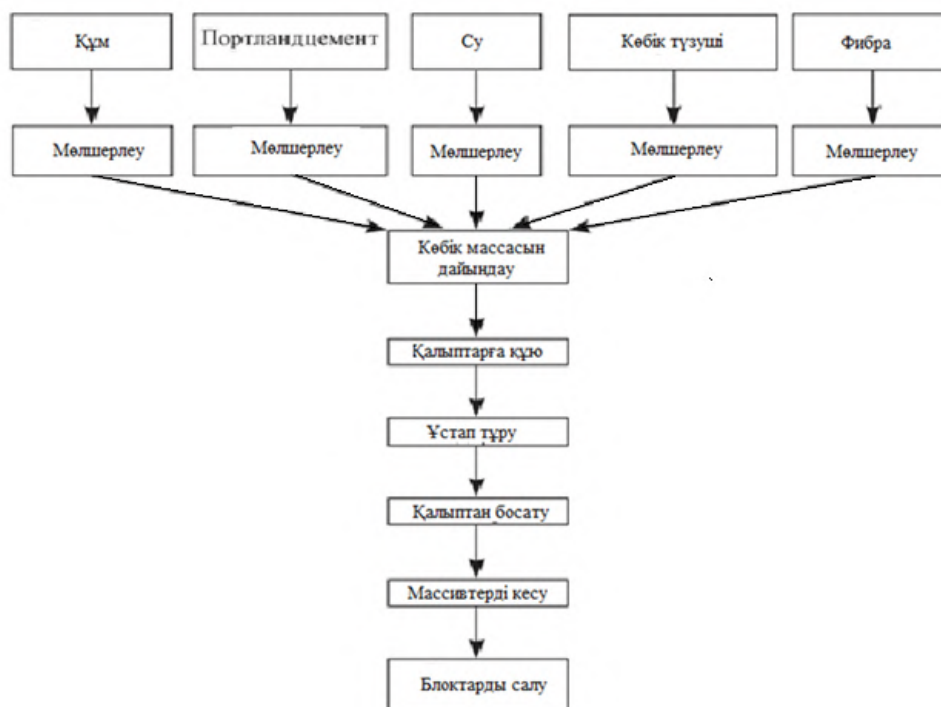 Құм
Портландцемент
Су
Көбік түзуші
Фибра
Мөлшерлеу
Мөлшерлеу
Мөлшерлеу
Мөлшерлеу
Мөлшерлеу
Көбік массасын
дайындау
Қалыптарға құю
Ұстап тұру
Қалыптан босату
Массивтерді кесу
Блоктарды салу